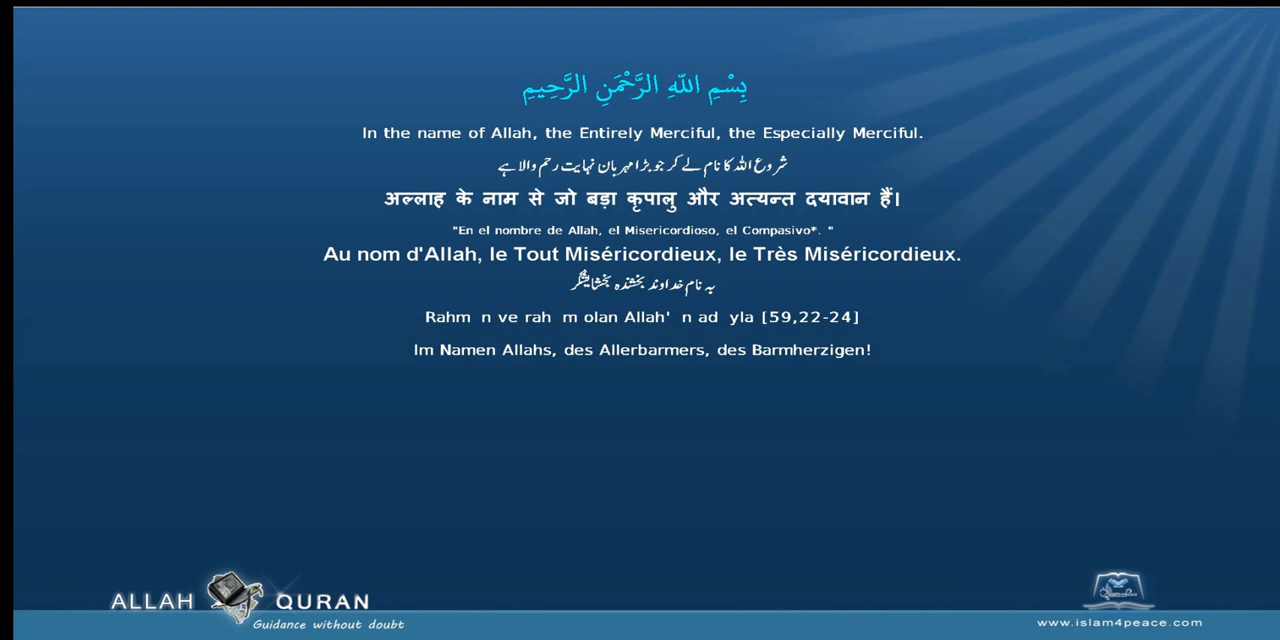 بِسْمِ اللّهِ الرَّحْمَنِ الرَّحِيمِ
In the name of Allah, the Entirely Merciful, the Especially Merciful.
شروع الله کا نام لے کر جو بڑا مہربان نہایت رحم والا ہے
अल्लाह के नाम से जो बड़ा कृपालु और अत्यन्त दयावान हैं।
"En el nombre de Allah, el Misericordioso, el Compasivo*. "
Au nom d'Allah, le Tout Miséricordieux, le Très Miséricordieux.
به نام خداوند بخشنده بخشایشگر
Rahm n ve rah m olan Allah' n ad yla [59,22-24]
Im Namen Allahs, des Allerbarmers, des Barmherzigen!
ALLAH QURAN
Guidance without doubt
www.islam4peace.com